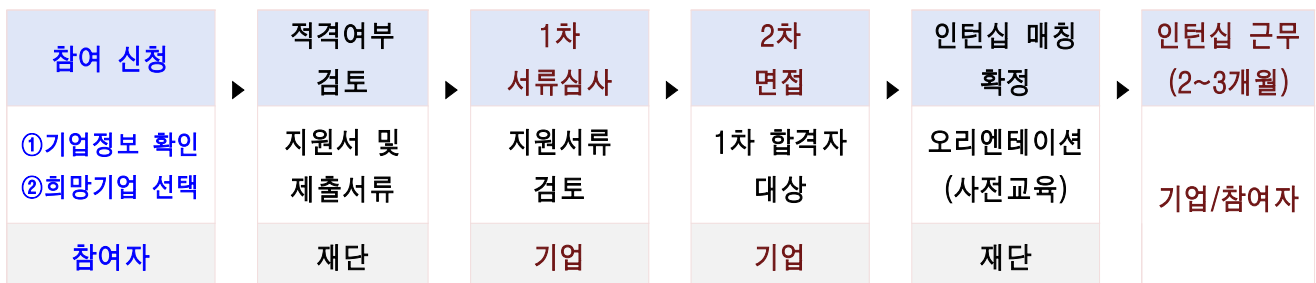 참여 신청
①기업정보 확인
②희망기업 선택
참여자
▶
적격여부
검토
지원서 및
제출서류
재단
▶
1차
서류심사
지원서류
검토
기업
▶
2차
면접
1차 합격자
대상
기업
▶
인턴십 매칭
확정
오리엔테이션
(사전교육)
재단
▶
인턴십 근무
(2~3개월)
기업/참여자